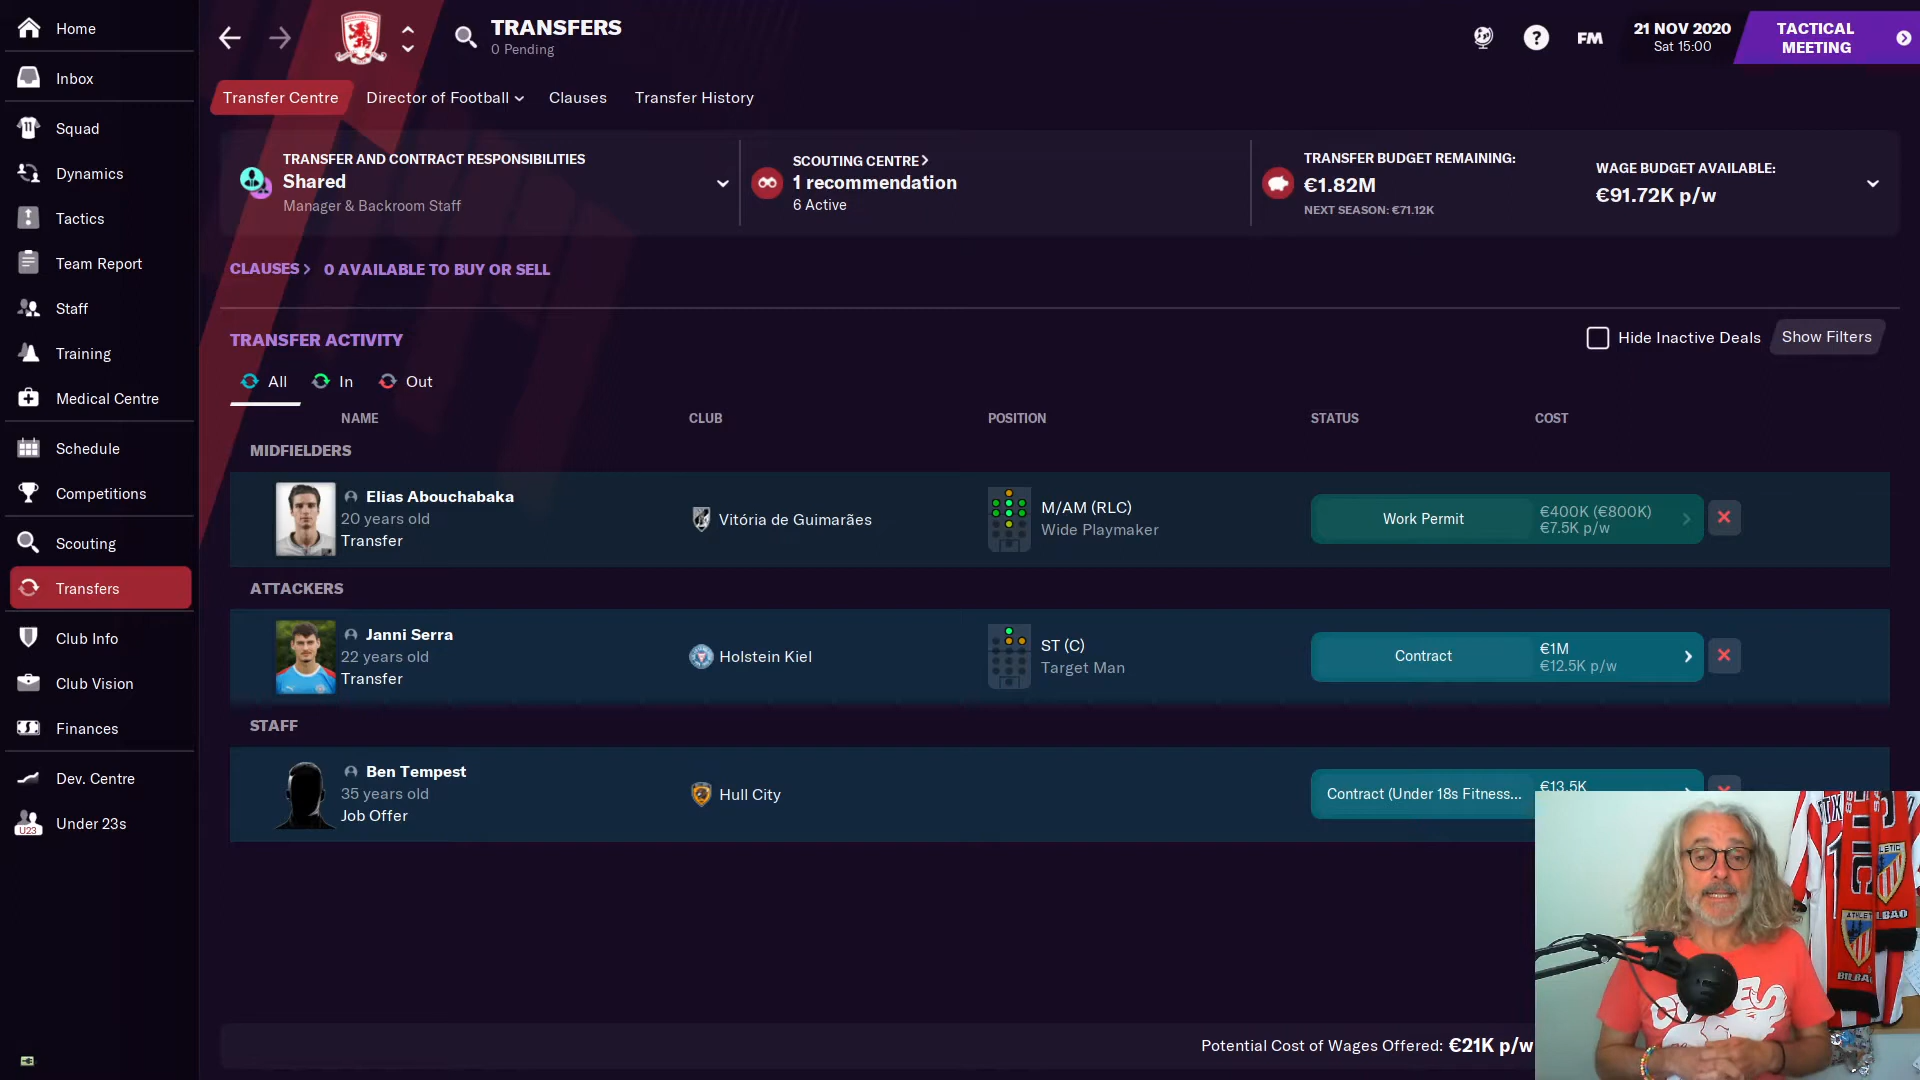 Home
Inbox
Squad
Dynamics
Tactics
Team Report
Staff
Training
Medical Centre
Schedule
Competitions
Scouting
Transfers
Club Info
Club Vision
Finances
Dev. Centre
U23
Under 23s
TRANSFERS
0 Pending
?
FM
21 NOV 2020
Sat 15:00
TACTICAL
MEETING
Transfer Centre
Director of Football
Clauses
Transfer History
TRANSFER AND CONTRACT RESPONSIBILITIES
Shared
Manager & Backroom Staff
SCOUTING CENTRE
1 recommendation
6 Active
TRANSFER BUDGET REMAINING:
€1.82M
NEXT SEASON: €71.12K
WAGE BUDGET AVAILABLE:
€91.72K p/w
CLAUSES 0 AVAILABLE TO BUY OR SELL
TRANSFER ACTIVITY
Hide Inactive Deals
Show Filters
All In Out
NAME CLUB POSITION STATUS COST
MIDFIELDERS
Elias Abouchabaka
20 years old
Transfer
Vitória de Guimarães
M/AM (RLC)
Wide Playmaker
Work Permit
€400K (€800K)
€7.5K p/w
ATTACKERS
Janni Serra
22 years old
Transfer
Holstein Kiel
ST (C)
Target Man
Contract
€1M
€12.5K p/w
STAFF
Ben Tempest
35 years old
Job Offer
Hull City
Contract (Under 18s Fitness...
€13.5K
Potential Cost of Wages Offered: €21K p/w